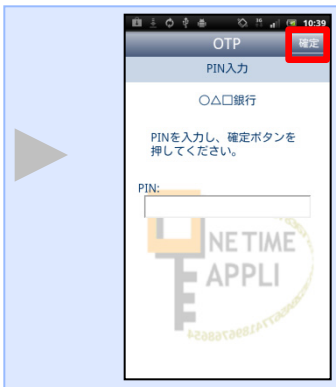 10:39
OTP
確定
PIN入力
○△□銀行
PINを入力し、確定ボタンを
押してください。
PIN:
NE TIME
APPLI